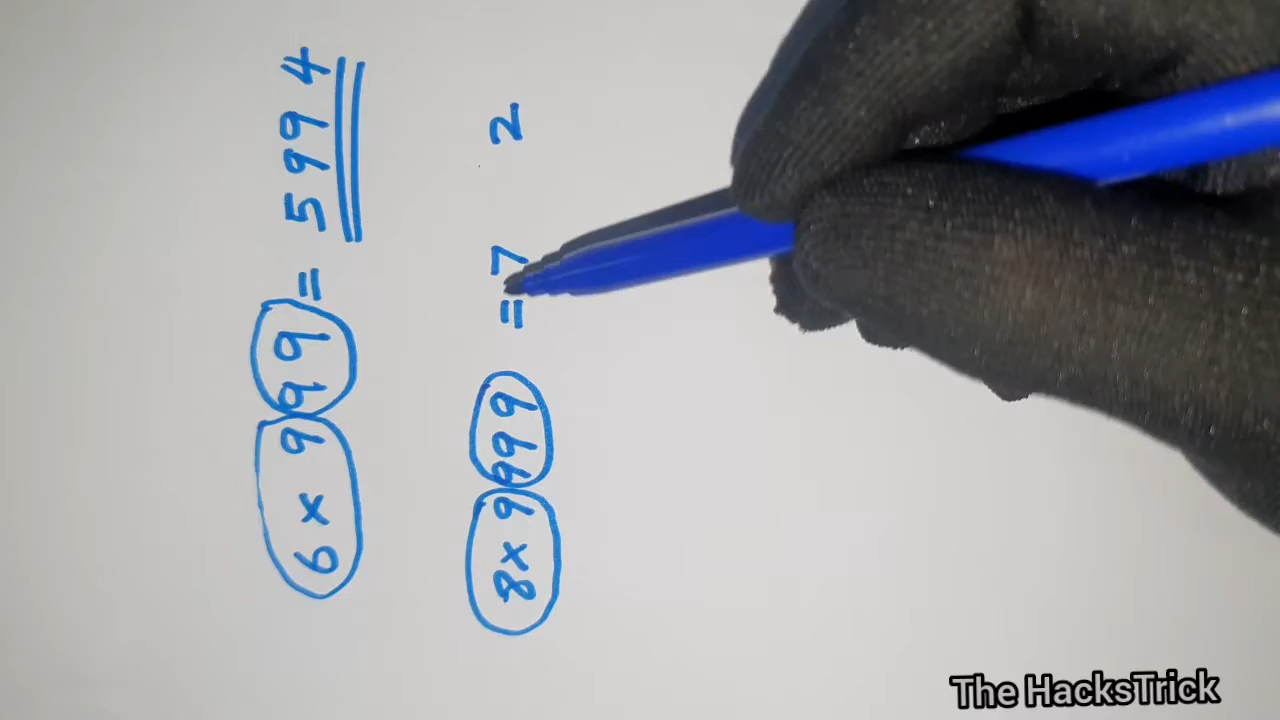 6 x 999 = 5994
8 x 9999 = 7 2
The HacksTrick